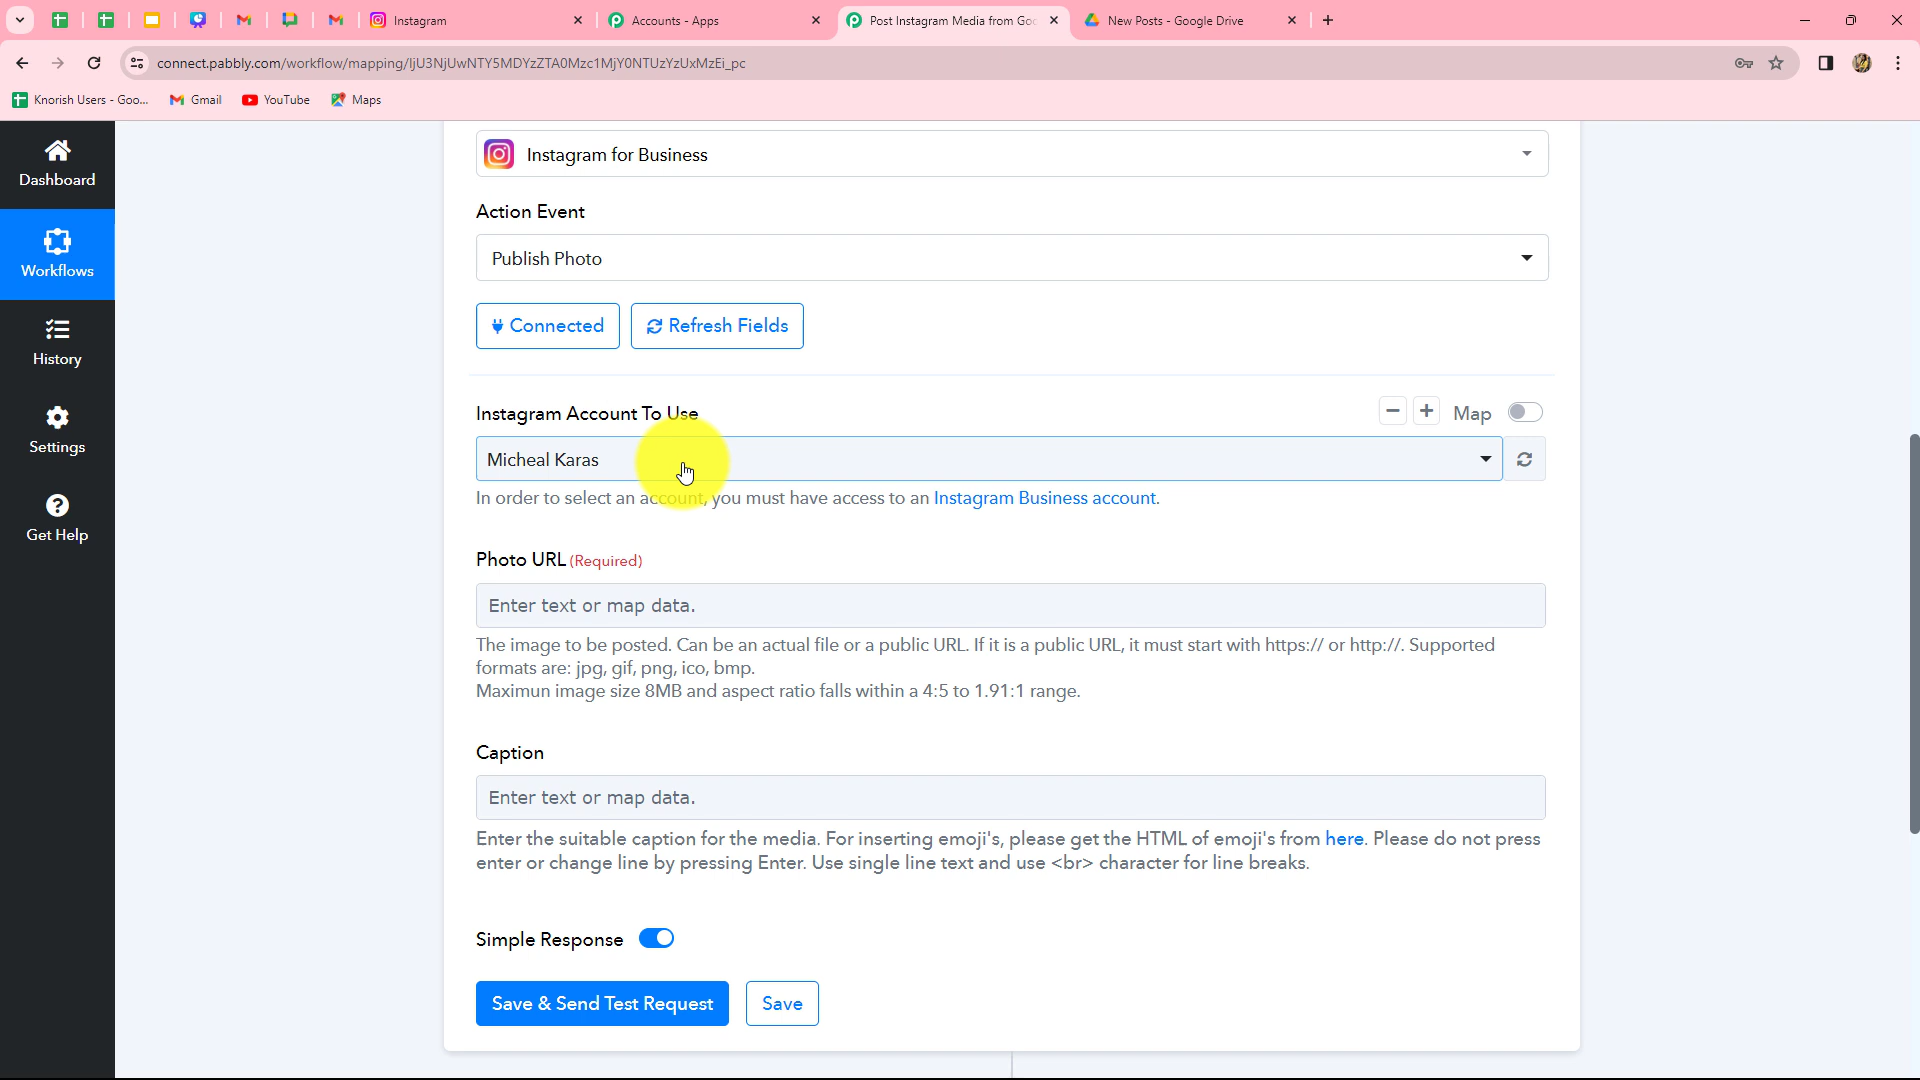 Instagram
Accounts - Apps
Post Instagram Media from Goo
New Posts - Google Drive
connect.pabbly.com/workflow/mapping/IjU3NjUwNTY5MDYzZTA0Mzc1MjY0NTUzYzUxMzEi_pc
Knorish Users - Goo...
Gmail
YouTube
Maps
Dashboard
Workflows
History
Settings
Get Help
Instagram for Business
Action Event
Publish Photo
Connected
Refresh Fields
Instagram Account To Use
Map
Micheal Karas
In order to select an account, you must have access to an Instagram Business account.
Photo URL (Required)
Enter text or map data.
The image to be posted. Can be an actual file or a public URL. If it is a public URL, it must start with https:// or http://. Supported
formats are: jpg, gif, png, ico, bmp.
Maximun image size 8MB and aspect ratio falls within a 4:5 to 1.91:1 range.
Caption
Enter text or map data.
Enter the suitable caption for the media. For inserting emoji's, please get the HTML of emoji's from here. Please do not press
enter or change line by pressing Enter. Use single line text and use <br> character for line breaks.
Simple Response
Save & Send Test Request
Save